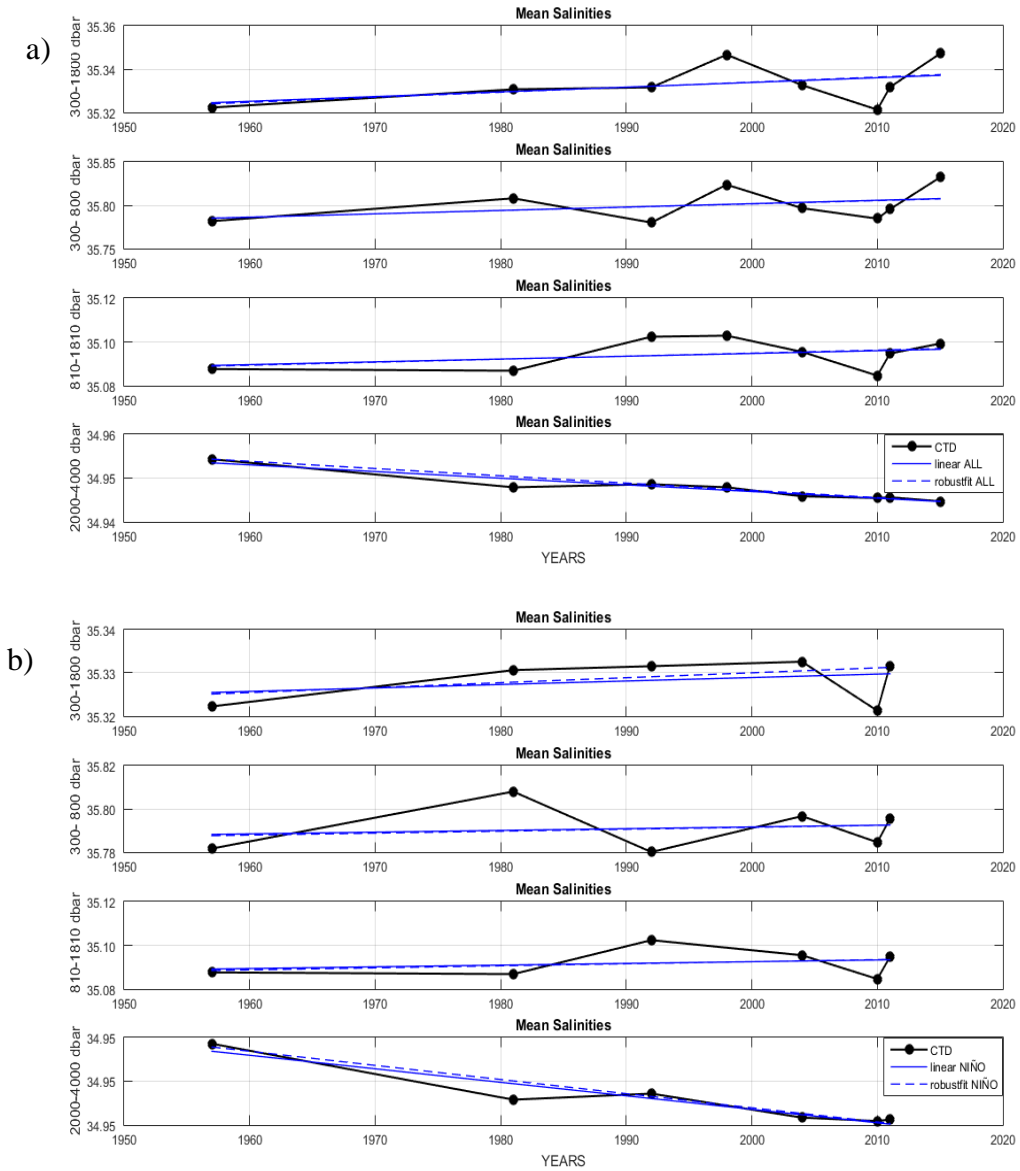 a)
Mean Salinities
300-1800 dbar
35.36
35.34
35.32
1950 1960 1970 1980 1990 2000 2010 2020
Mean Salinities
300- 800 dbar
35.85
35.80
35.75
1950 1960 1970 1980 1990 2000 2010 2020
Mean Salinities
810-1810 dbar
35.12
35.10
35.08
1950 1960 1970 1980 1990 2000 2010 2020
Mean Salinities
2000-4000 dbar
34.96
34.95
34.94
CTD
linear ALL
robustfit ALL
1950 1960 1970 1980 1990 2000 2010 2020
YEARS
b)
Mean Salinities
300-1800 dbar
35.34
35.33
35.32
1950 1960 1970 1980 1990 2000 2010 2020
Mean Salinities
300- 800 dbar
35.82
35.80
35.78
1950 1960 1970 1980 1990 2000 2010 2020
Mean Salinities
810-1810 dbar
35.12
35.10
35.08
1950 1960 1970 1980 1990 2000 2010 2020
Mean Salinities
2000-4000 dbar
34.95
34.95
34.95
CTD
linear NIÑO
robustfit NIÑO
1950 1960 1970 1980 1990 2000 2010 2020
YEARS